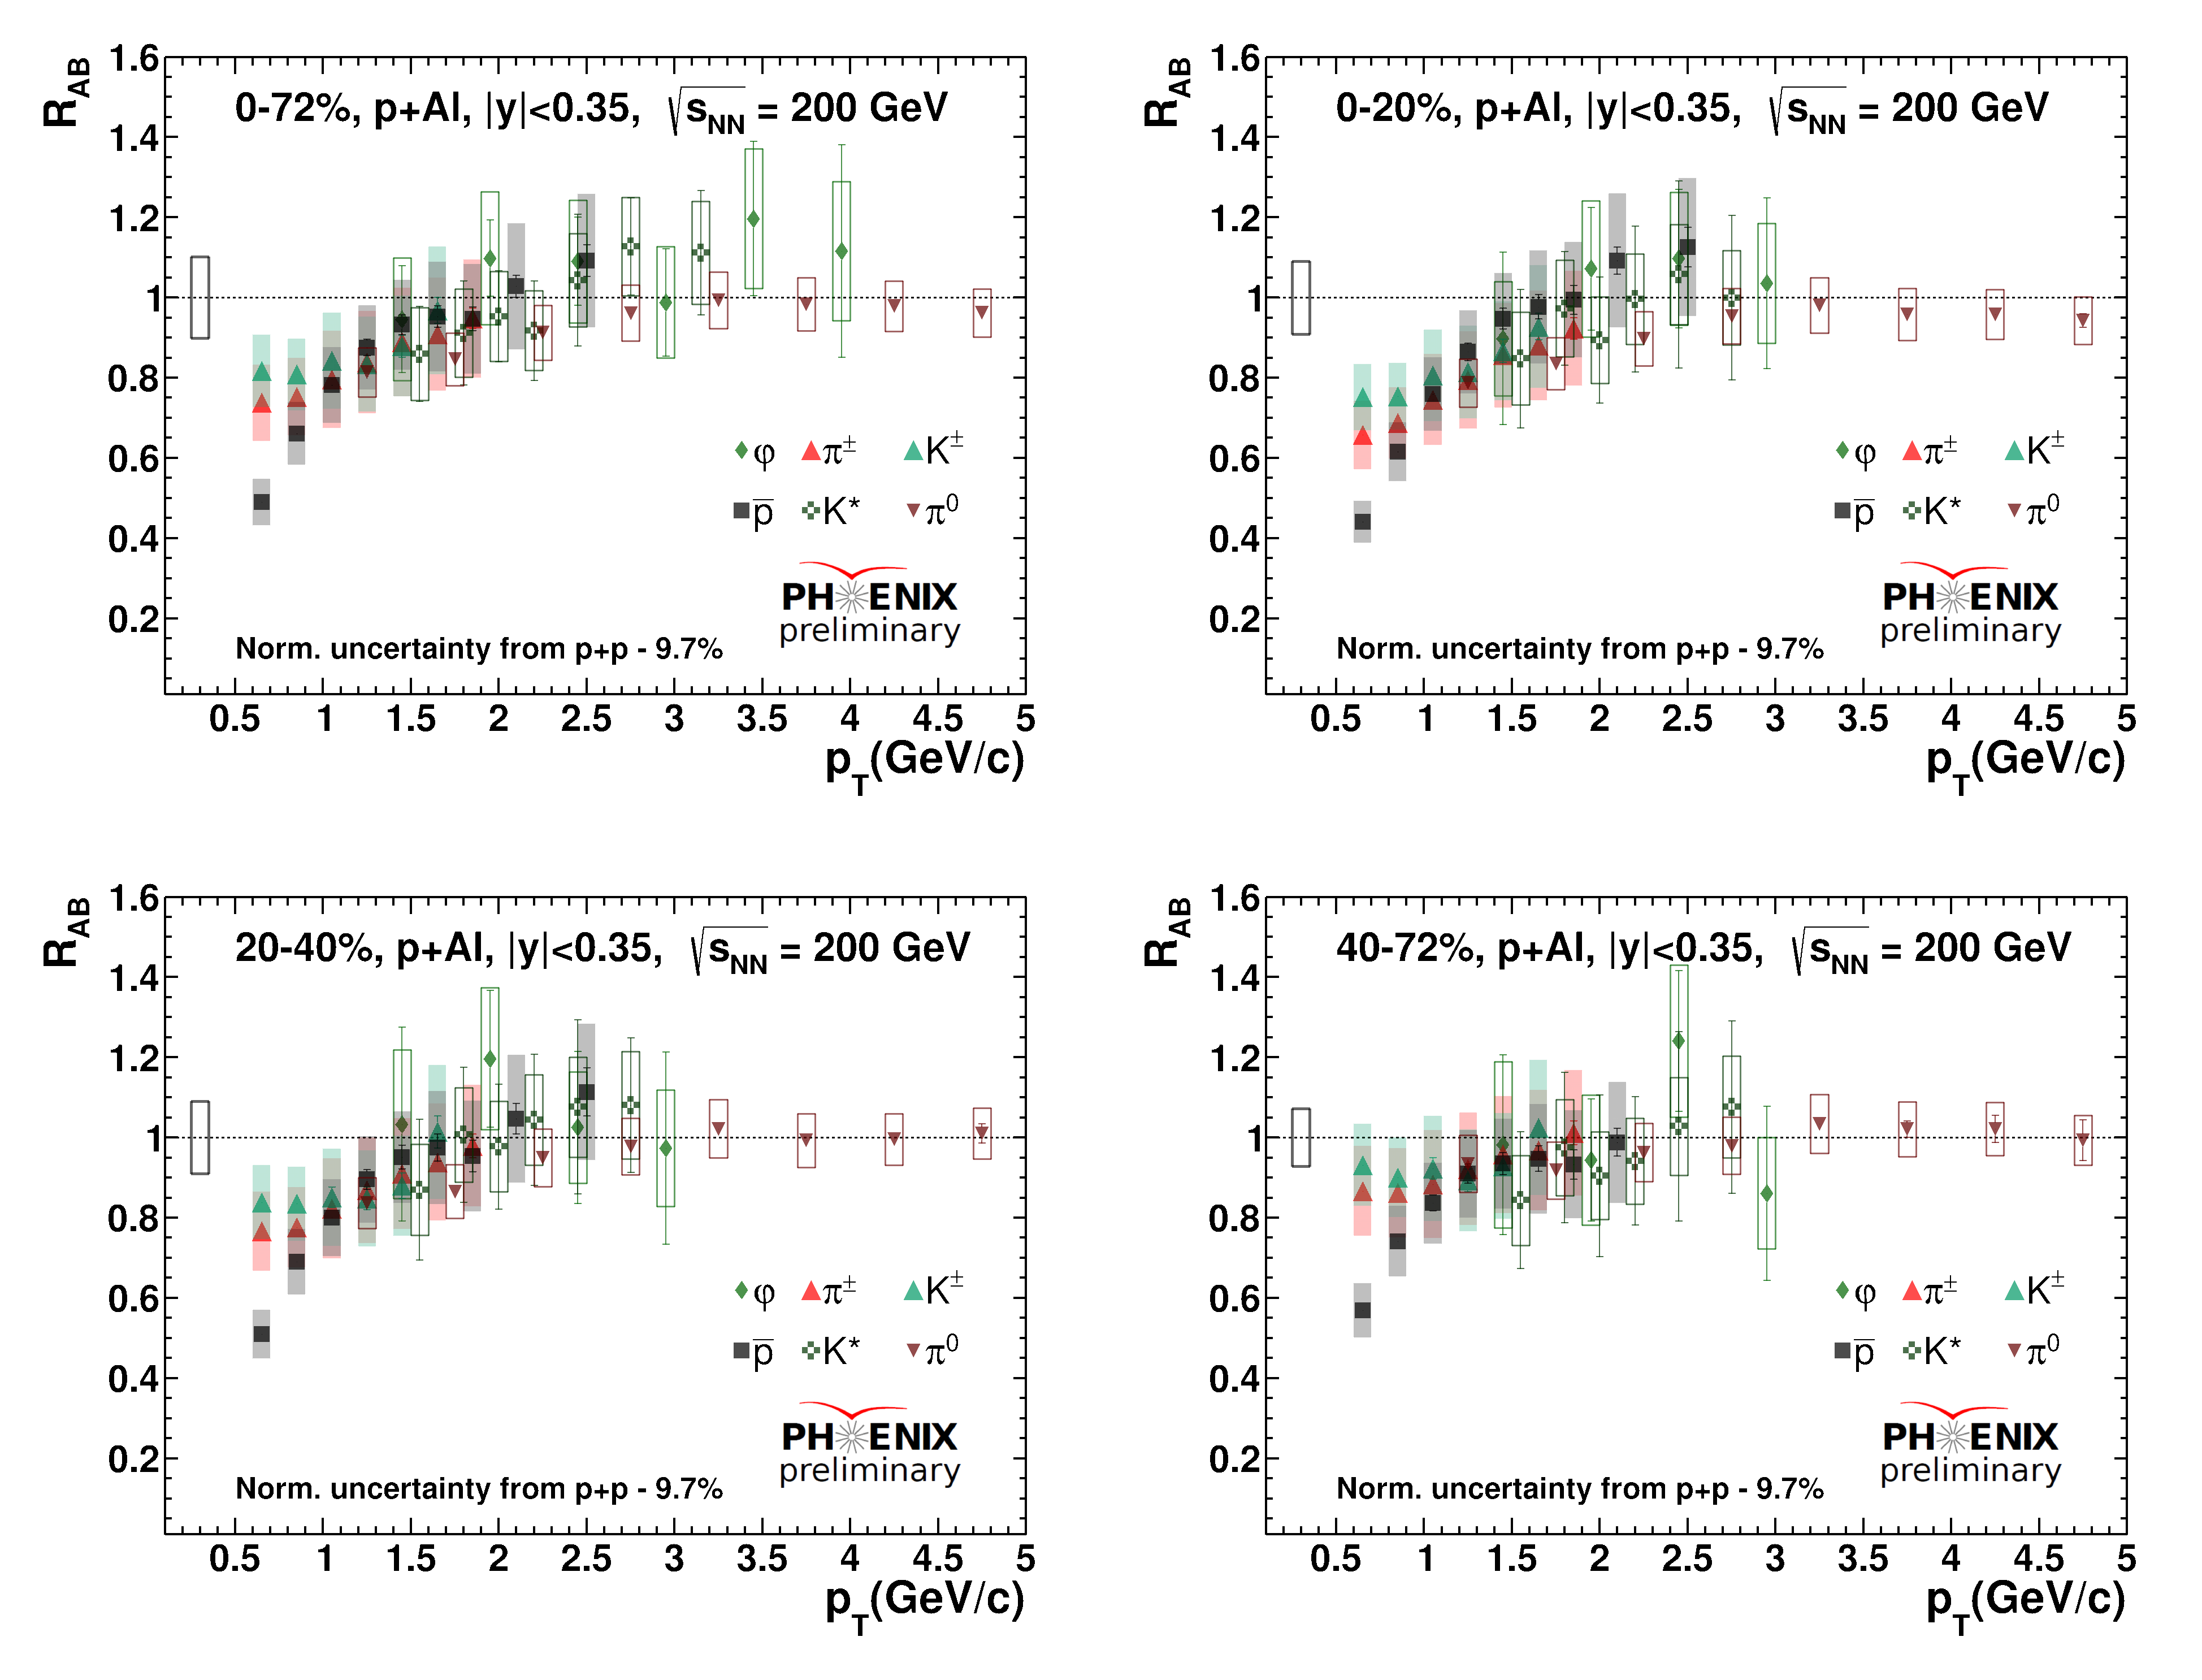 R_AB
0-72%, p+Al, |y|<0.35, √s_NN = 200 GeV
1.6
1.4
1.2
1
0.8
0.6
0.4
0.2
φ π± K±
p̅ K* π⁰
PHENIX
preliminary
Norm. uncertainty from p+p - 9.7%
0.5 1 1.5 2 2.5 3 3.5 4 4.5 5
p_T(GeV/c)
R_AB
0-20%, p+Al, |y|<0.35, √s_NN = 200 GeV
1.6
1.4
1.2
1
0.8
0.6
0.4
0.2
φ π± K±
p̅ K* π⁰
PHENIX
preliminary
Norm. uncertainty from p+p - 9.7%
0.5 1 1.5 2 2.5 3 3.5 4 4.5 5
p_T(GeV/c)
R_AB
20-40%, p+Al, |y|<0.35, √s_NN = 200 GeV
1.6
1.4
1.2
1
0.8
0.6
0.4
0.2
φ π± K±
p̅ K* π⁰
PHENIX
preliminary
Norm. uncertainty from p+p - 9.7%
0.5 1 1.5 2 2.5 3 3.5 4 4.5 5
p_T(GeV/c)
R_AB
40-72%, p+Al, |y|<0.35, √s_NN = 200 GeV
1.6
1.4
1.2
1
0.8
0.6
0.4
0.2
φ π± K±
p̅ K* π⁰
PHENIX
preliminary
Norm. uncertainty from p+p - 9.7%
0.5 1 1.5 2 2.5 3 3.5 4 4.5 5
p_T(GeV/c)